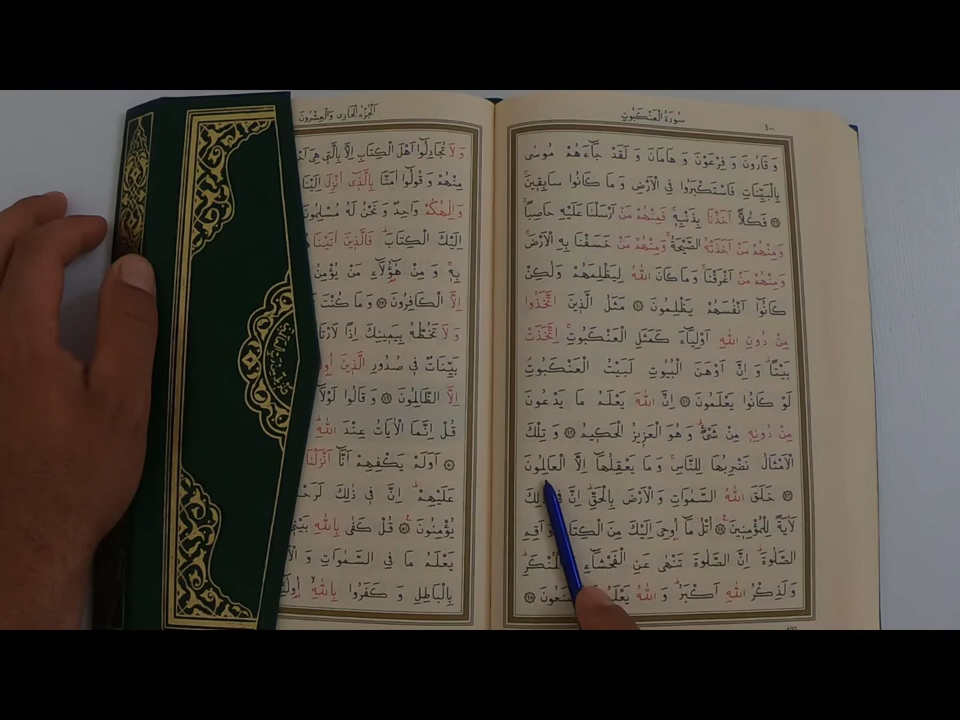 سُورَةُ الْعَنْكَبُوتِ
وَ قَارُونَ وَ فِرْعَوْنَ وَ هَامَانَ وَ لَقَدْ جَاءَهُمْ مُوسٰى
بِالْبَيِّنَاتِ فَاسْتَكْبَرُوا فِي الْاَرْضِ وَ مَا كَانُوا سَابِقِينَ
فَكُلًّا اَخَذْنَا بِذَنْبِهِ فَمِنْهُمْ مَنْ اَرْسَلْنَا عَلَيْهِ حَاصِبًا
وَمِنْهُمْ مَنْ اَخَذَتْهُ الصَّيْحَةُ وَمِنْهُمْ مَنْ خَسَفْنَا بِهِ الْاَرْضَ
وَمِنْهُمْ مَنْ اَغْرَقْنَا وَ مَا كَانَ اللّٰهُ لِيَظْلِمَهُمْ وَلٰكِنْ
كَانُوا اَنْفُسَهُمْ يَظْلِمُونَ مَثَلُ الَّذِينَ اتَّخَذُوا
مِنْ دُونِ اللّٰهِ اَوْلِيَاءَ كَمَثَلِ الْعَنْكَبُوتِ اِتَّخَذَتْ
بَيْتًا وَ اِنَّ اَوْهَنَ الْبُيُوتِ لَبَيْتُ الْعَنْكَبُوتِ
لَوْ كَانُوا يَعْلَمُونَ اِنَّ اللّٰهَ يَعْلَمُ مَا يَدْعُونَ
مِنْ دُونِهِ مِنْ شَيْءٍ وَ هُوَ الْعَزِيزُ الْحَكِيمُ وَ تِلْكَ
الْاَمْثَالُ نَضْرِبُهَا لِلنَّاسِ وَ مَا يَعْقِلُهَا اِلَّا الْعَالِمُونَ
خَلَقَ اللّٰهُ السَّمٰوَاتِ وَ الْاَرْضَ بِالْحَقِّ اِنَّ فِي ذٰلِكَ
لَاٰيَةً لِلْمُؤْمِنِينَ اُتْلُ مَا اُوحِيَ اِلَيْكَ مِنَ الْكِتَابِ وَ اَقِمِ
الصَّلٰوةَ اِنَّ الصَّلٰوةَ تَنْهٰى عَنِ الْفَحْشَاءِ وَالْمُنْكَرِ
وَ لَذِكْرُ اللّٰهِ اَكْبَرُ وَ اللّٰهُ يَعْلَمُ
الْجُزْءُ الْحَادِي وَ الْعِشْرُونَ
وَ لَا تُجَادِلُوا اَهْلَ الْكِتَابِ اِلَّا بِالَّتِي هِيَ
مِنْهُمْ وَ قُولُوا اٰمَنَّا بِالَّذِي اُنْزِلَ اِلَيْنَا
وَ اِلٰهُكُمْ وَاحِدٌ وَ نَحْنُ لَهُ مُسْلِمُونَ
اِلَيْكَ الْكِتَابَ فَالَّذِينَ اٰتَيْنَا
بِهِ وَ مِنْ هٰؤُلَاءِ مَنْ يُؤْمِنُ
اِلَّا الْكَافِرُونَ وَ مَا كُنْتَ
وَ لَا تَخُطُّهُ بِيَمِينِكَ اِذًا
بَيِّنَاتٌ فِي صُدُورِ الَّذِينَ
اِلَّا الظَّالِمُونَ وَ قَالُوا لَوْلَا
قُلْ اِنَّمَا الْاٰيَاتُ عِنْدَ اللّٰهِ
اَوَلَمْ يَكْفِهِمْ اَنَّا اَنْزَلْنَا
عَلَيْهِمْ اِنَّ فِي ذٰلِكَ
يُؤْمِنُونَ قُلْ كَفٰى بِاللّٰهِ
يَعْلَمُ مَا فِي السَّمٰوَاتِ وَ
بِالْبَاطِلِ وَ كَفَرُوا بِاللّٰهِ